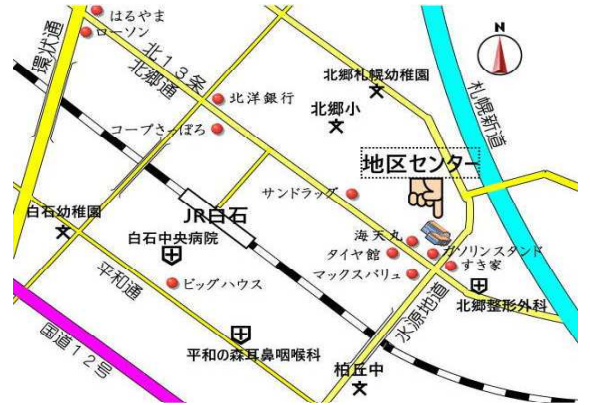 はるやま
ローソン
環状通
北13条
北郷通
北洋銀行
コープさっぽろ
北郷札幌幼稚園
北郷小
N
札幌新道
地区センター
サンドラッグ
JR白石
白石幼稚園
白石中央病院
海天丸
タイヤ館
ガソリンスタンド
すき家
マックスバリュ
ビッグハウス
平和通
北郷整形外科
水源地道
国道12号
平和の森耳鼻咽喉科
柏丘中